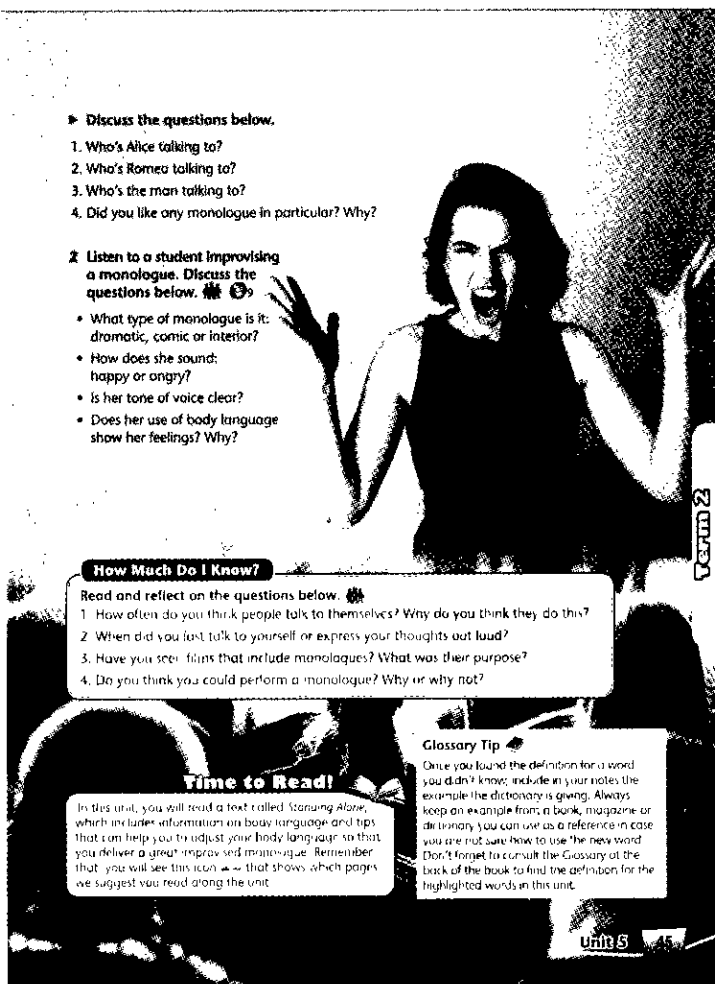 ▶ Discuss the questions below.
1. Who's Alice talking to?
2. Who's Romeo talking to?
3. Who's the man talking to?
4. Did you like any monologue in particular? Why?
2 Listen to a student improvising
a monologue. Discuss the
questions below. 9
• What type of monologue is it:
dramatic, comic or interior?
• How does she sound:
happy or angry?
• Is her tone of voice clear?
• Does her use of body language
show her feelings? Why?
Term 2
How Much Do I Know?
Read and reflect on the questions below.
1 How often do you think people talk to themselves? Why do you think they do this?
2 When did you last talk to yourself or express your thoughts out loud?
3. Have you seen films that include monologues? What was their purpose?
4. Do you think you could perform a monologue? Why or why not?
Time to Read!
In this unit, you will read a text called Standing Alone,
which includes information on body language and tips
that can help you to adjust your body language so that
you deliver a great improvised monologue. Remember
that you will see this icon that shows which pages
we suggest you read along the unit
Glossary Tip
Once you found the definition for a word
you didn't know, include in your notes the
example the dictionary is giving. Always
keep an example from a book, magazine or
dictionary you can use as a reference in case
you are not sure how to use the new word
Don't forget to consult the Glossary at the
back of the book to find the definition for the
highlighted words in this unit.
Unit 5 45